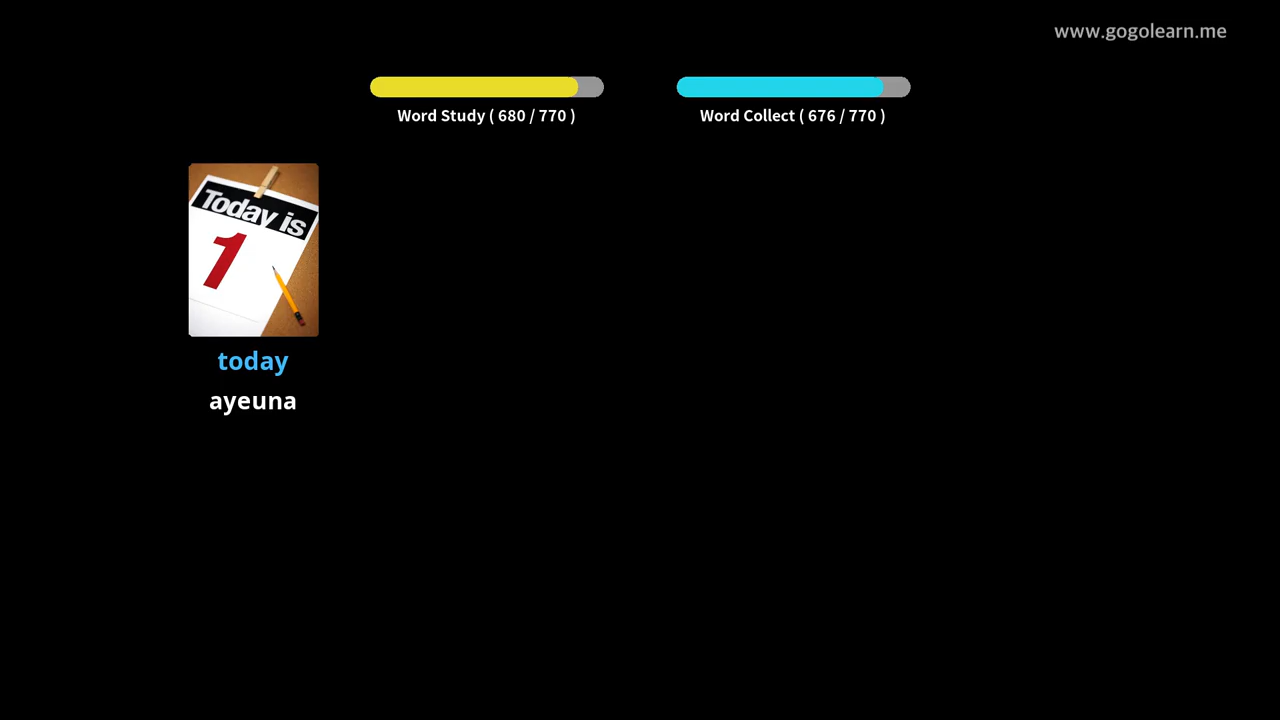 www.gogolearn.me
Word Study ( 680 / 770 )
Word Collect ( 676 / 770 )
Today is
1
today
ayeuna